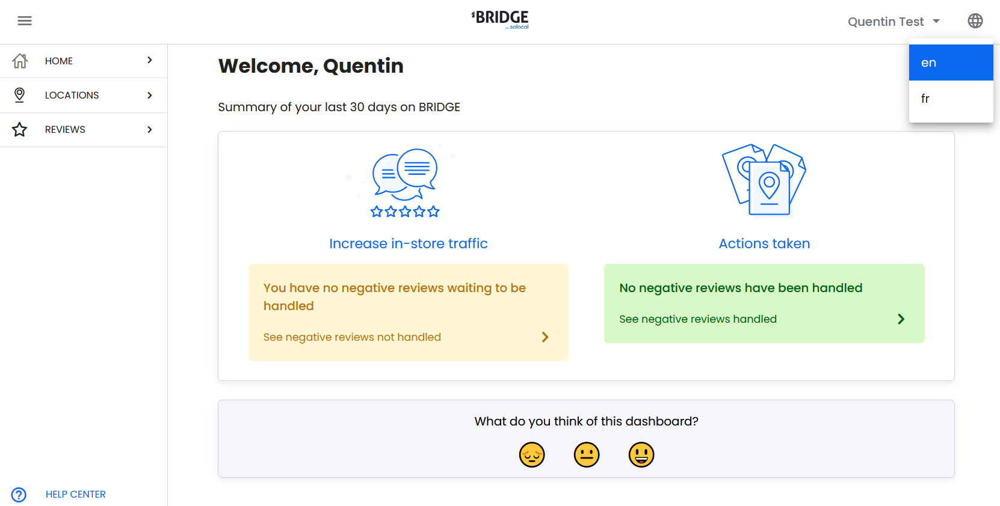 BRIDGE
par solocal
Quentin Test
en
fr
HOME
LOCATIONS
REVIEWS
HELP CENTER
Welcome, Quentin
Summary of your last 30 days on BRIDGE
Increase in-store traffic
You have no negative reviews waiting to be
handled
See negative reviews not handled
Actions taken
No negative reviews have been handled
See negative reviews handled
What do you think of this dashboard?